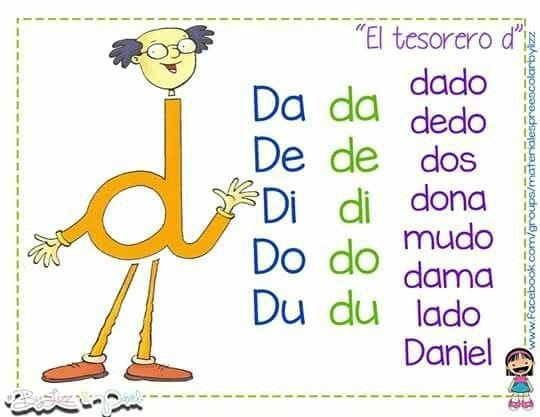 "El tesorero d"
Da da
De de
Di di
Do do
Du du
dado
dedo
dos
dona
mudo
dama
lado
Daniel
www.facebook.com/groups/materialespreescolarbylizz